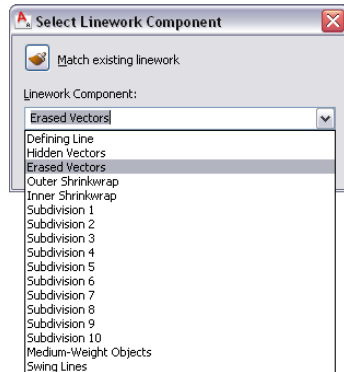 Select Linework Component
Match existing linework
Linework Component:
Erased Vectors
Defining Line
Hidden Vectors
Erased Vectors
Outer Shrinkwrap
Inner Shrinkwrap
Subdivision 1
Subdivision 2
Subdivision 3
Subdivision 4
Subdivision 5
Subdivision 6
Subdivision 7
Subdivision 8
Subdivision 9
Subdivision 10
Medium-Weight Objects
Swing Lines